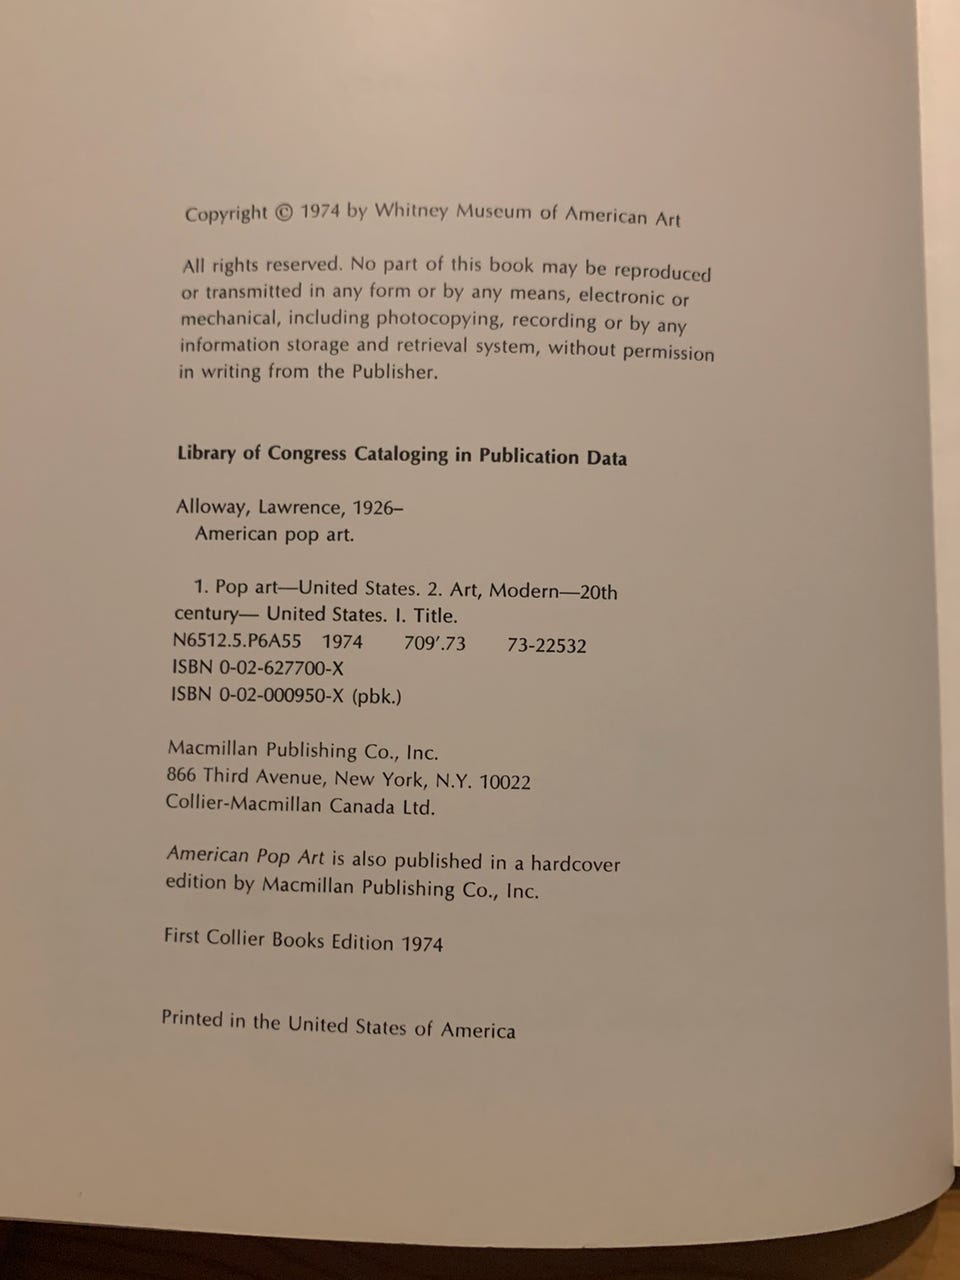 Copyright © 1974 by Whitney Museum of American Art
All rights reserved. No part of this book may be reproduced
or transmitted in any form or by any means, electronic or
mechanical, including photocopying, recording or by any
information storage and retrieval system, without permission
in writing from the Publisher.
Library of Congress Cataloging in Publication Data
Alloway, Lawrence, 1926–
American pop art.
1. Pop art—United States. 2. Art, Modern—20th
century— United States. I. Title.
N6512.5.P6A55 1974 709′.73 73-22532
ISBN 0-02-627700-X
ISBN 0-02-000950-X (pbk.)
Macmillan Publishing Co., Inc.
866 Third Avenue, New York, N.Y. 10022
Collier-Macmillan Canada Ltd.
American Pop Art is also published in a hardcover
edition by Macmillan Publishing Co., Inc.
First Collier Books Edition 1974
Printed in the United States of America